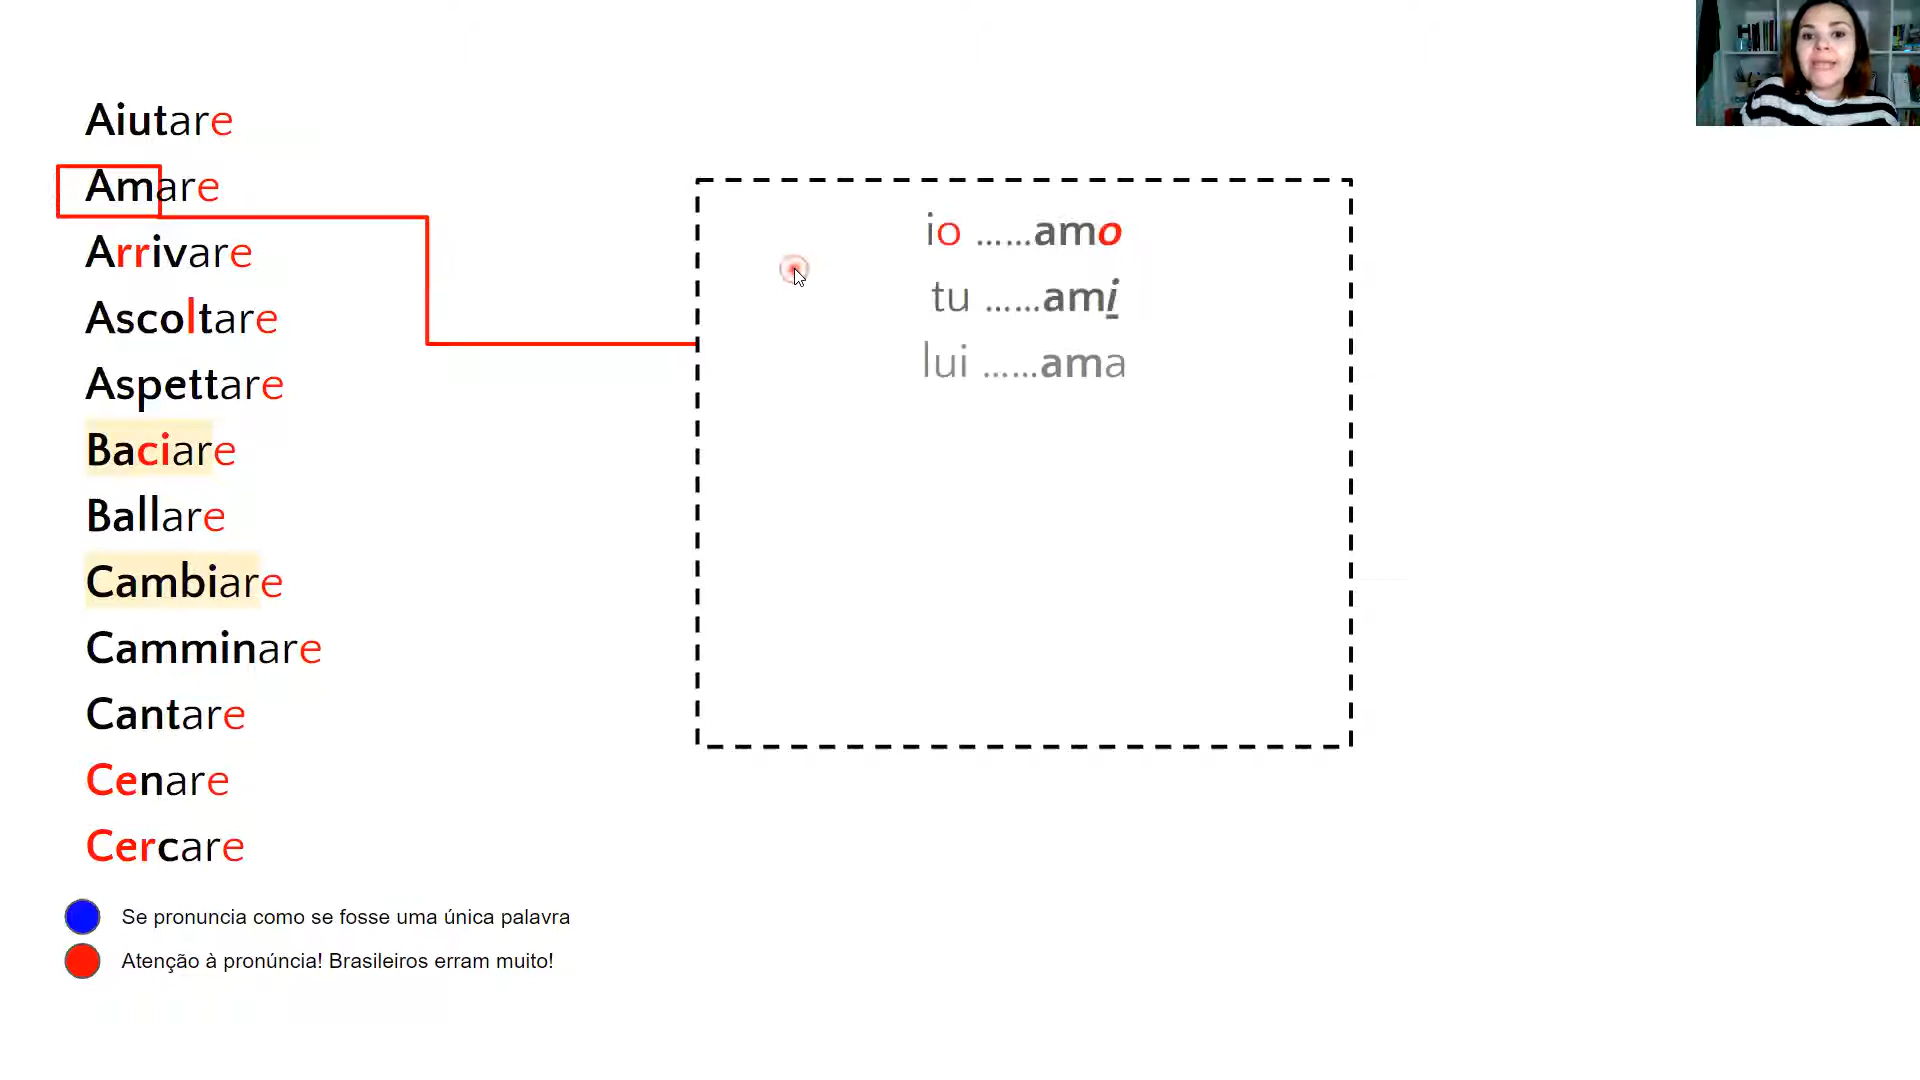 Aiutare
Amare
Arrivare
Ascoltare
Aspettare
Baciare
Ballare
Cambiare
Camminare
Cantare
Cenare
Cercare
io ......amo
tu ......ami
lui ......ama
Se pronuncia como se fosse uma única palavra
Atenção à pronúncia! Brasileiros erram muito!